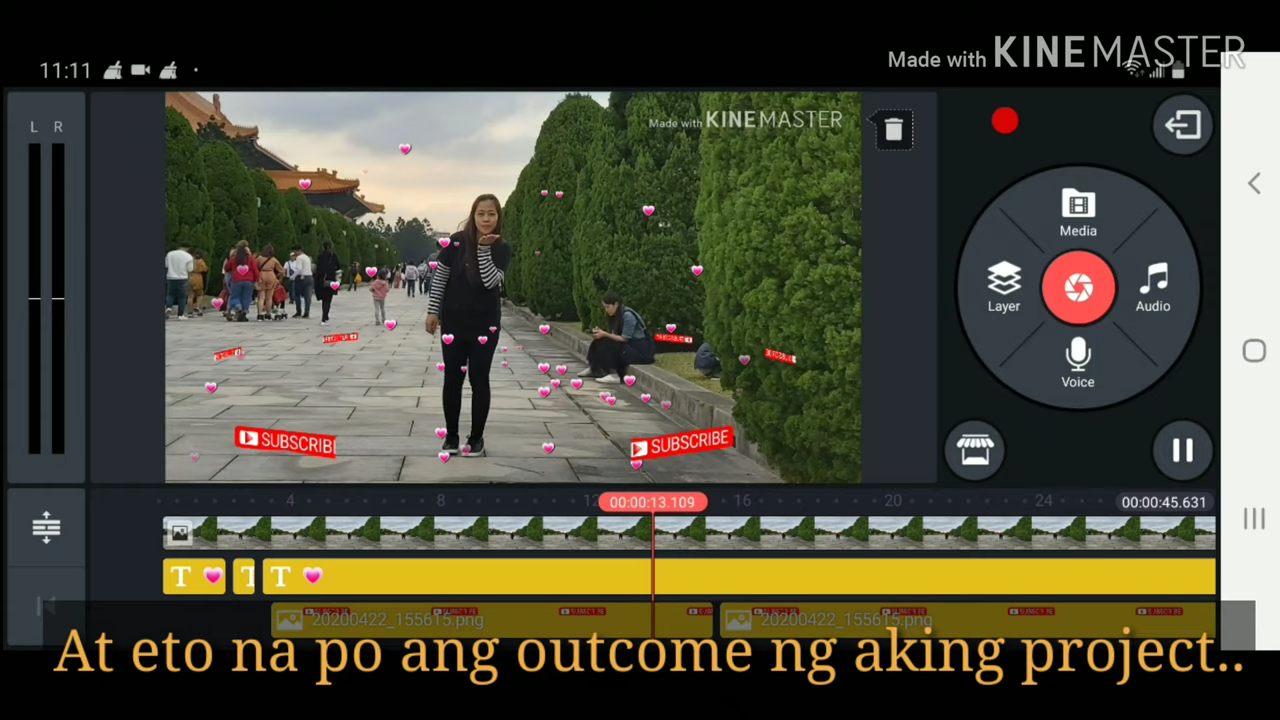 Made with KINEMASTER
11:11
L R
Made with KINEMASTER
Media
Layer
Audio
Voice
SUBSCRIBE
SUBSCRIBE
4
8
12
00:00:13.109
16
20
24
00:00:45.631
T
T
T
20200422_155615.png
20200422_155615.png
At eto na po ang outcome ng aking project..